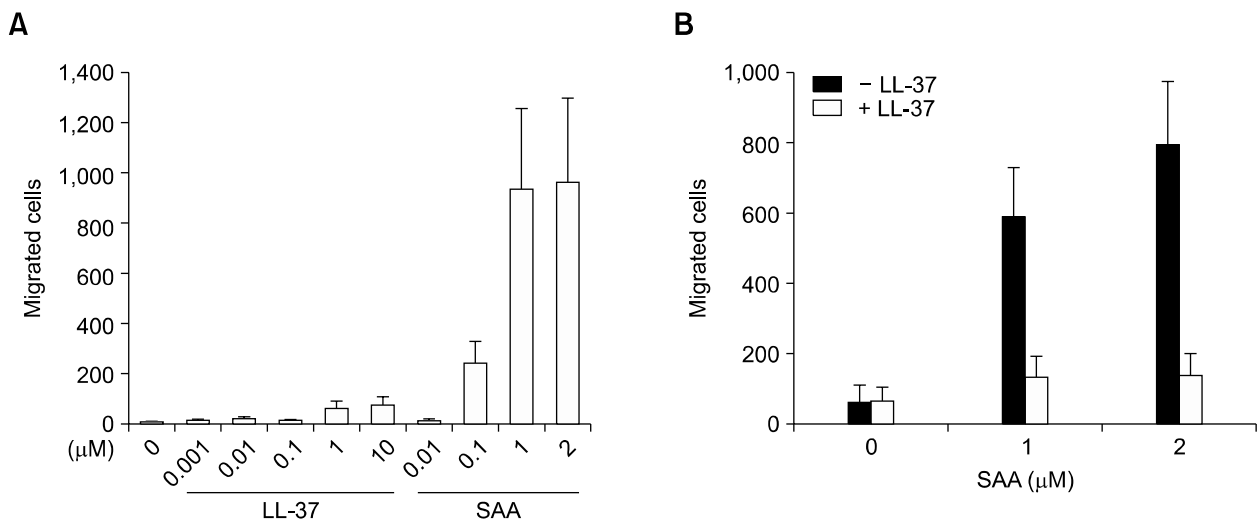 A
Migrated cells
1,400
1,200
1,000
800
600
400
200
0
(μM)
0 0.001 0.01 0.1 1 10 0.01 0.1 1 2
LL-37 SAA
B
Migrated cells
1,000
800
600
400
200
0
− LL-37
+ LL-37
0 1 2
SAA (μM)